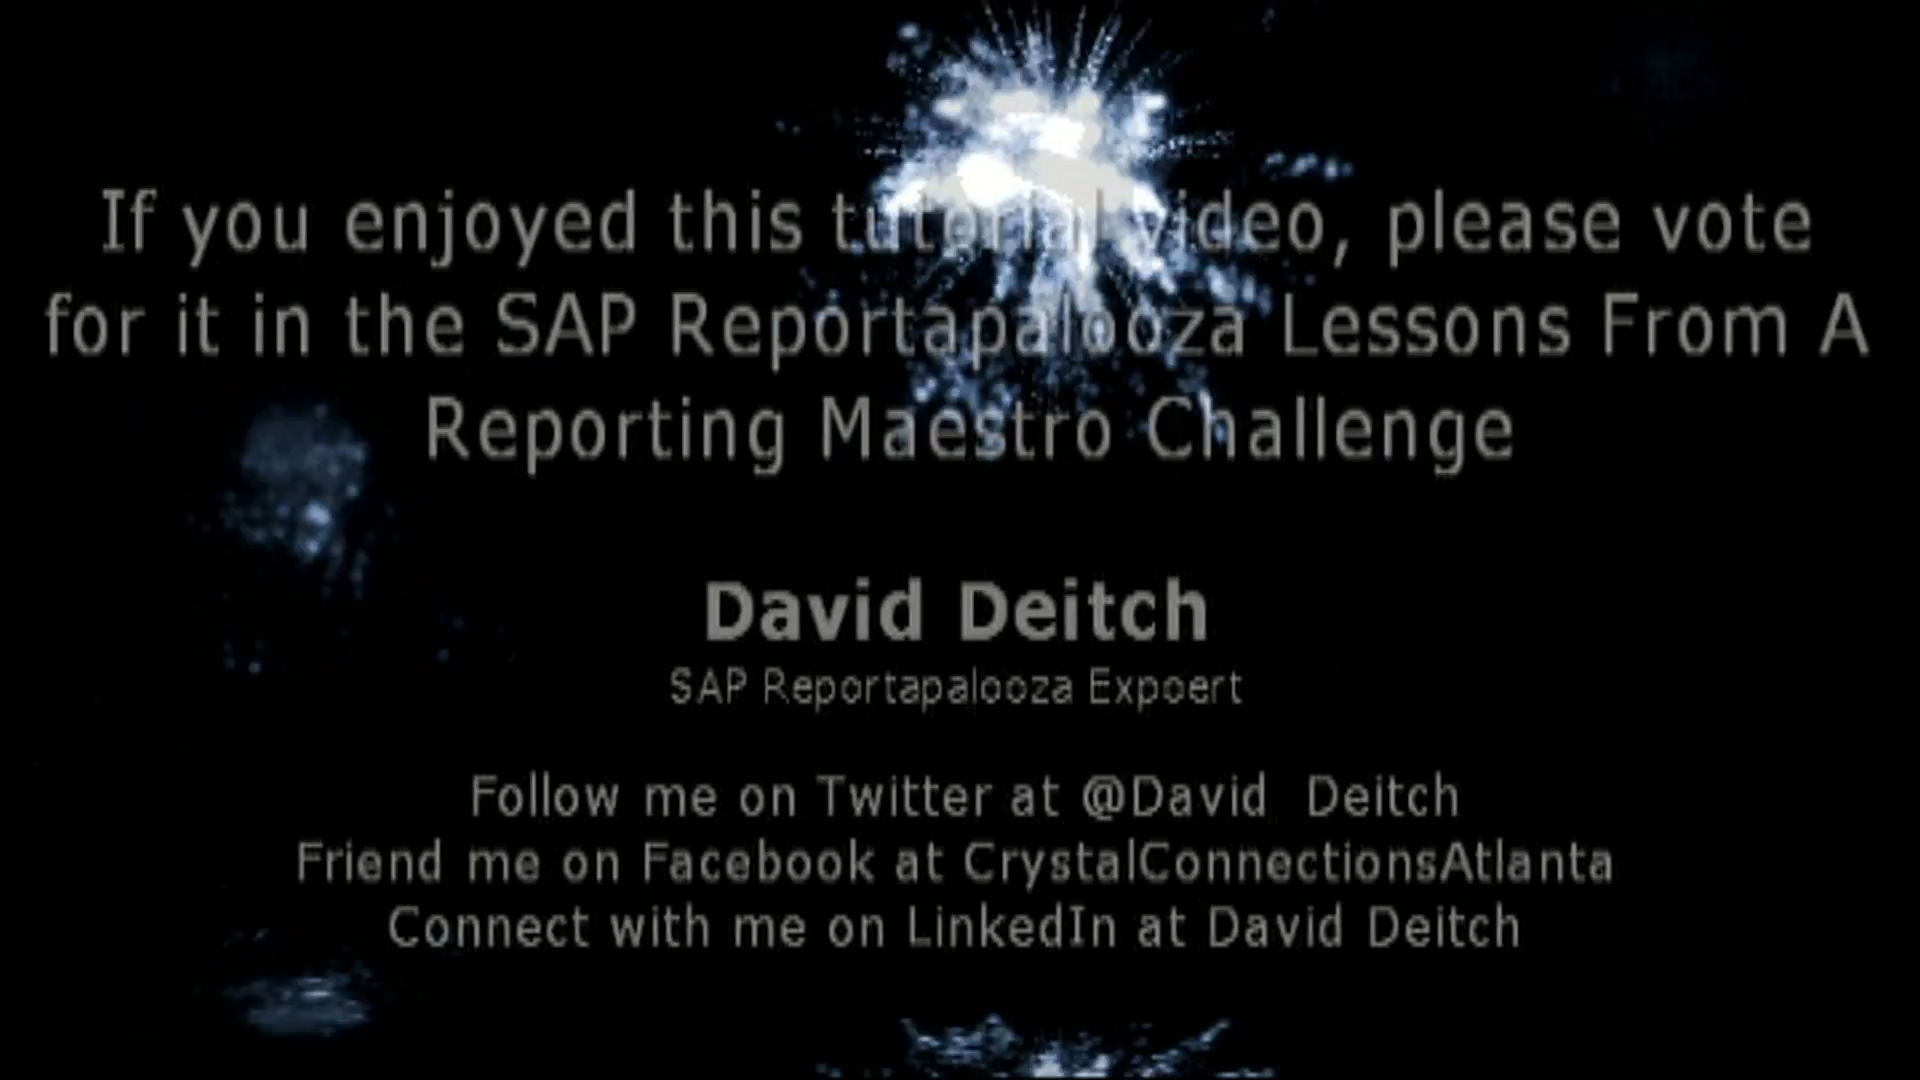 If you enjoyed this tutorial video, please vote
for it in the SAP Reportapalooza Lessons From A
Reporting Maestro Challenge
David Deitch
SAP Reportapalooza Expoert
Follow me on Twitter at @David  Deitch
Friend me on Facebook at CrystalConnectionsAtlanta
Connect with me on LinkedIn at David Deitch